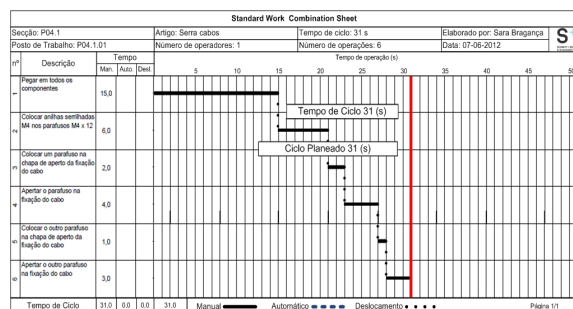 Standard Work Combination Sheet
Secção: P04.1 Artigo: Serra cabos Tempo de ciclo: 31 s Elaborado por: Sara Bragança
Posto de Trabalho: P04.1.01 Número de operadores: 1 Número de operações: 6 Data: 07-06-2012
nº Descrição Tempo Tempo de operação (s)
Man. Auto. Desl. 5 10 15 20 25 30 35 40 45 50
1 Pegar em todos os
componentes 15,0
Tempo de Ciclo 31 (s)
2 Colocar anilhas serrilhadas
M4 nos parafusos M4 x 12 6,0
Ciclo Planeado 31 (s)
3 Colocar um parafuso na
chapa de aperto da fixação
do cabo 2,0
4 Apertar o parafuso na
fixação do cabo 4,0
5 Colocar o outro parafuso
na chapa de aperto da
fixação do cabo 1,0
6 Apertar o outro parafuso
na fixação do cabo 3,0
Tempo de Ciclo 31,0 0,0 0,0 31,0 Manual Automático Deslocamento Página 1/1